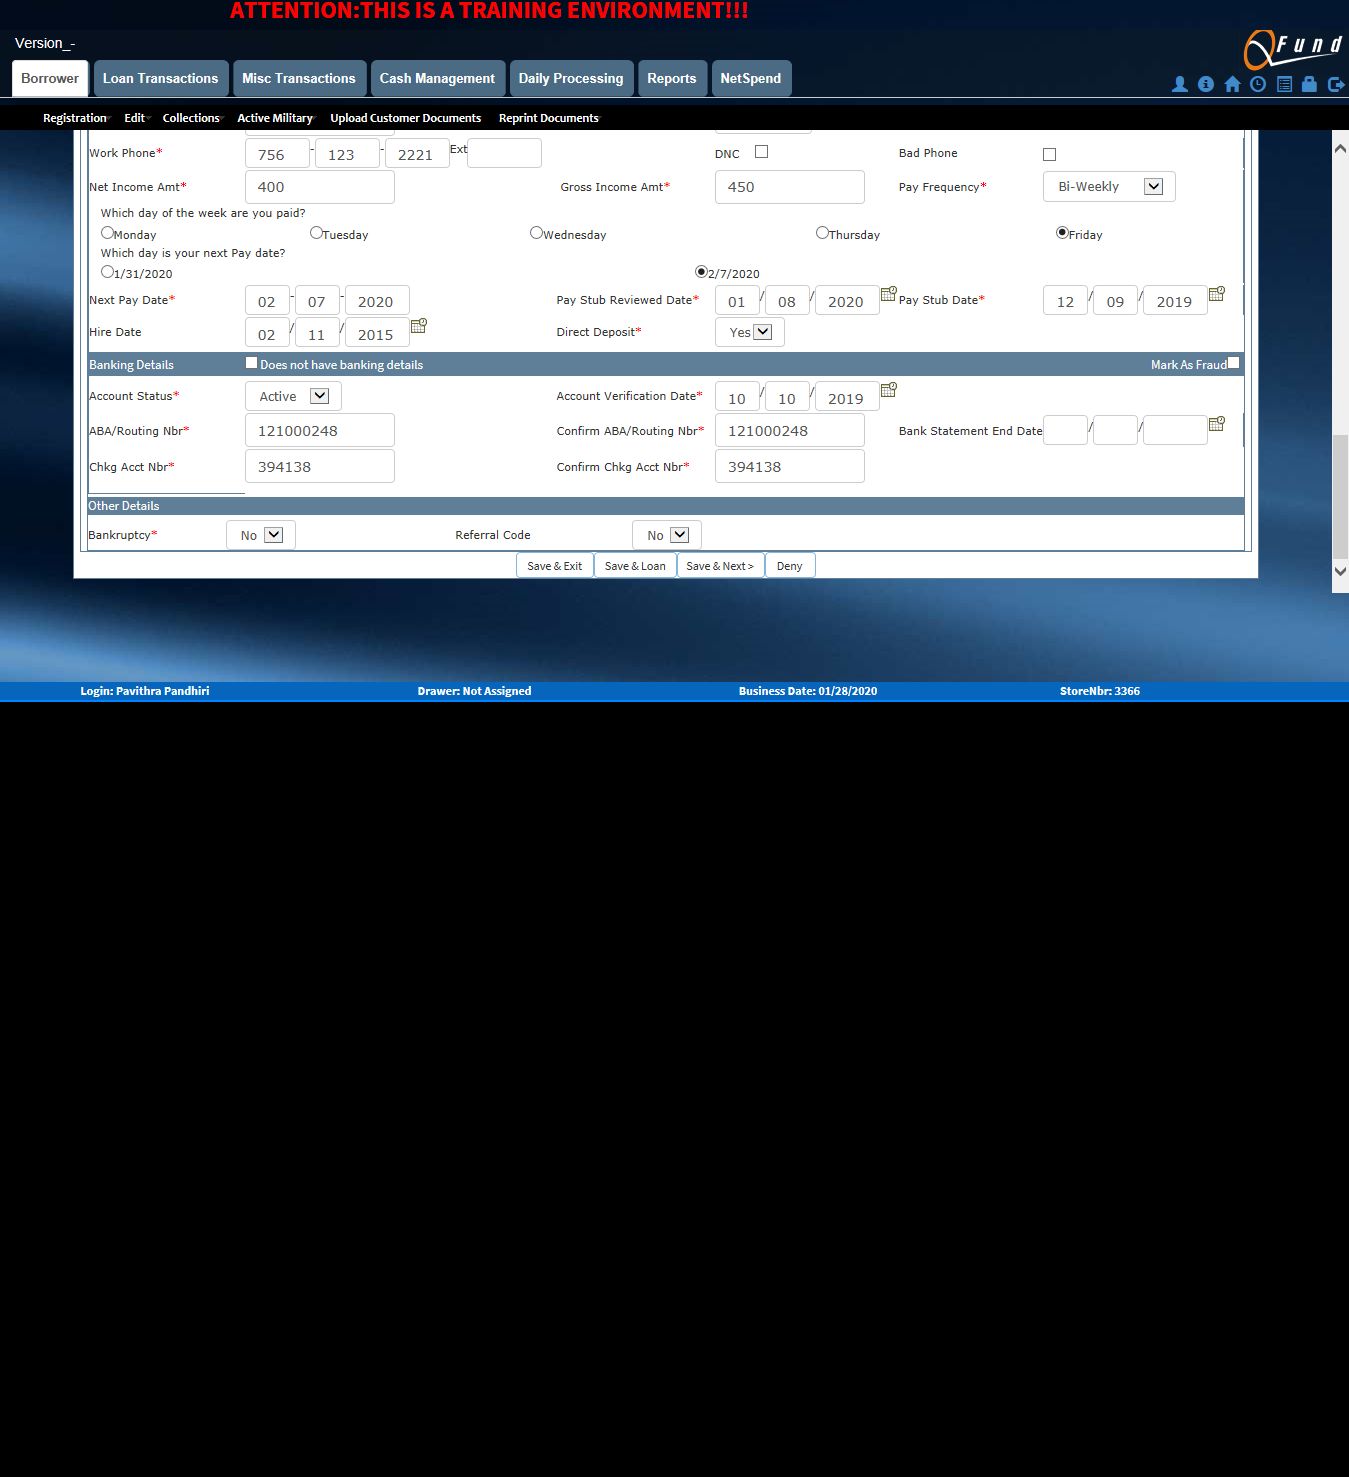 ATTENTION:THIS IS A TRAINING ENVIRONMENT!!!
Version_-
Fund
Borrower Loan Transactions Misc Transactions Cash Management Daily Processing Reports NetSpend
Registration Edit Collections Active Military Upload Customer Documents Reprint Documents
Work Phone* 756 - 123 - 2221 Ext DNC Bad Phone
Net Income Amt* 400 Gross Income Amt* 450 Pay Frequency* Bi-Weekly
Which day of the week are you paid?
Monday Tuesday Wednesday Thursday Friday
Which day is your next Pay date?
1/31/2020 2/7/2020
Next Pay Date* 02 - 07 - 2020 Pay Stub Reviewed Date* 01 / 08 / 2020 Pay Stub Date* 12 / 09 / 2019
Hire Date 02 / 11 / 2015 Direct Deposit* Yes
Banking Details Does not have banking details Mark As Fraud
Account Status* Active Account Verification Date* 10 / 10 / 2019
ABA/Routing Nbr* 121000248 Confirm ABA/Routing Nbr* 121000248 Bank Statement End Date / /
Chkg Acct Nbr* 394138 Confirm Chkg Acct Nbr* 394138
Other Details
Bankruptcy* No Referral Code No
Save & Exit Save & Loan Save & Next > Deny
Login: Pavithra Pandhiri Drawer: Not Assigned Business Date: 01/28/2020 StoreNbr: 3366